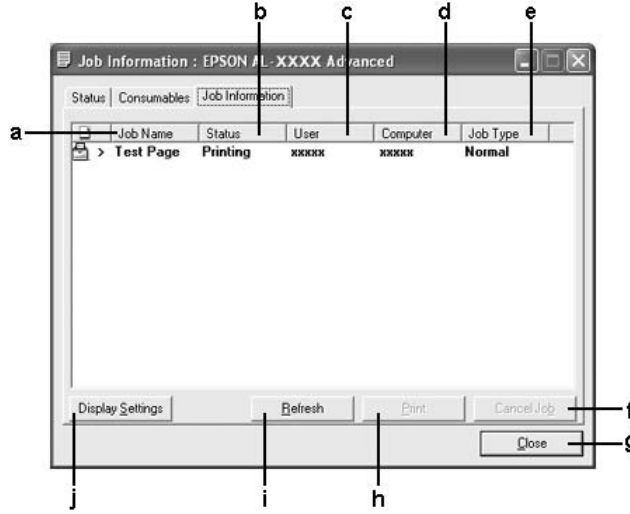 b c d e
Job Information : EPSON AL-XXXX Advanced
Status Consumables Job Information
a
Job Name Status User Computer Job Type
> Test Page Printing xxxxx xxxxx Normal
Display Settings Refresh Print Cancel Job f
Close g
j i h